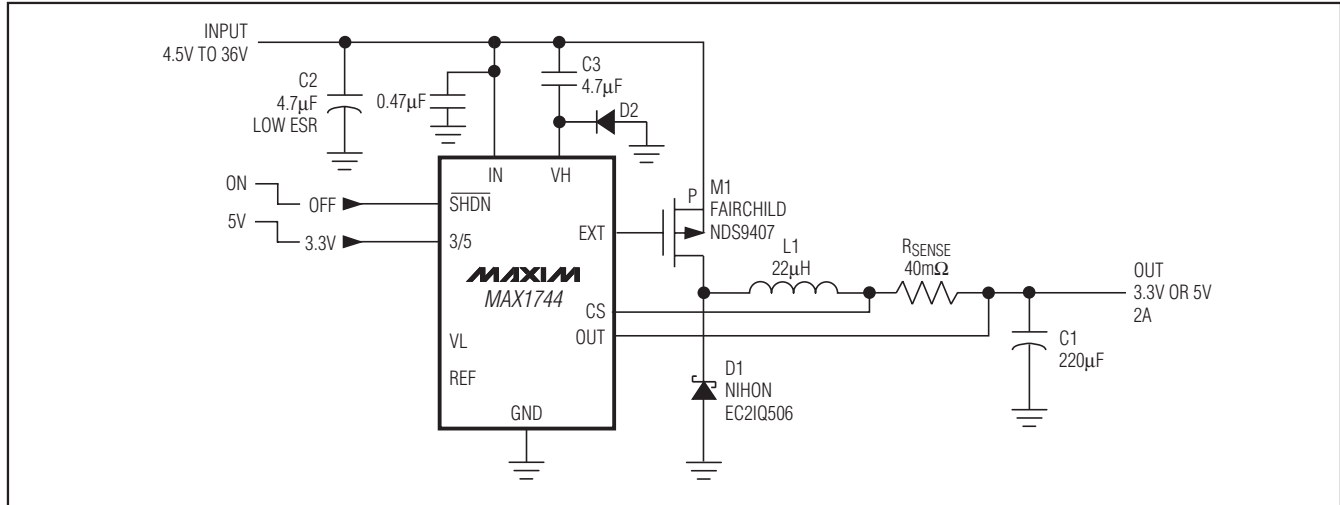 INPUT
4.5V TO 36V
C2
4.7µF
LOW ESR
0.47µF
C3
4.7µF
D2
IN
VH
ON
OFF
SHDN
5V
3.3V
3/5
EXT
P
M1
FAIRCHILD
NDS9407
MAXIM
MAX1744
L1
22µH
RSENSE
40mΩ
OUT
3.3V OR 5V
2A
CS
OUT
VL
REF
GND
D1
NIHON
EC2IQ506
C1
220µF